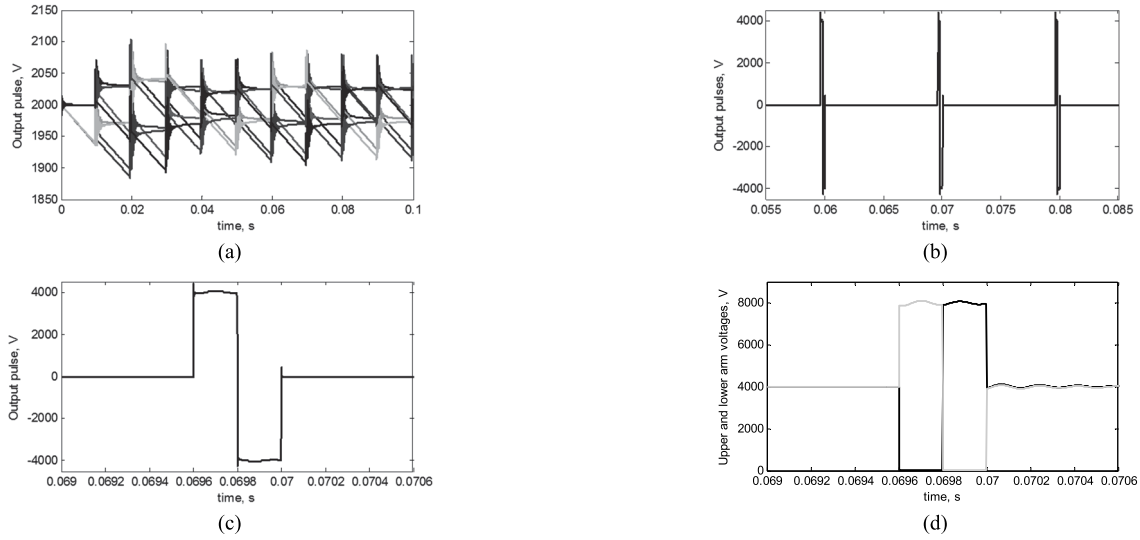 2150
2100
2050
2000
1950
1900
1850
Output pulse, V
0 0.02 0.04 0.06 0.08 0.1
time, s
(a)
4000
2000
0
-2000
-4000
Output pulses, V
0.055 0.06 0.065 0.07 0.075 0.08 0.085
time, s
(b)
4000
2000
0
-2000
-4000
Output pulse, V
0.069 0.0692 0.0694 0.0696 0.0698 0.07 0.0702 0.0704 0.0706
time, s
(c)
8000
6000
4000
2000
0
Upper and lower arm voltages, V
0.069 0.0692 0.0694 0.0696 0.0698 0.07 0.0702 0.0704 0.0706
time, s
(d)